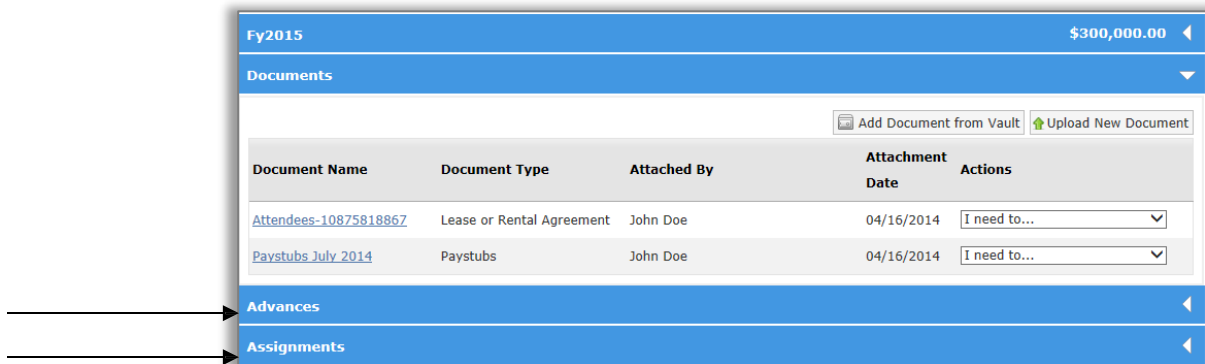 Fy2015 $300,000.00
Documents
Add Document from Vault Upload New Document
Document Name Document Type Attached By Attachment Date Actions
Attendees-10875818867 Lease or Rental Agreement John Doe 04/16/2014 I need to...
Paystubs July 2014 Paystubs John Doe 04/16/2014 I need to...
Advances
Assignments